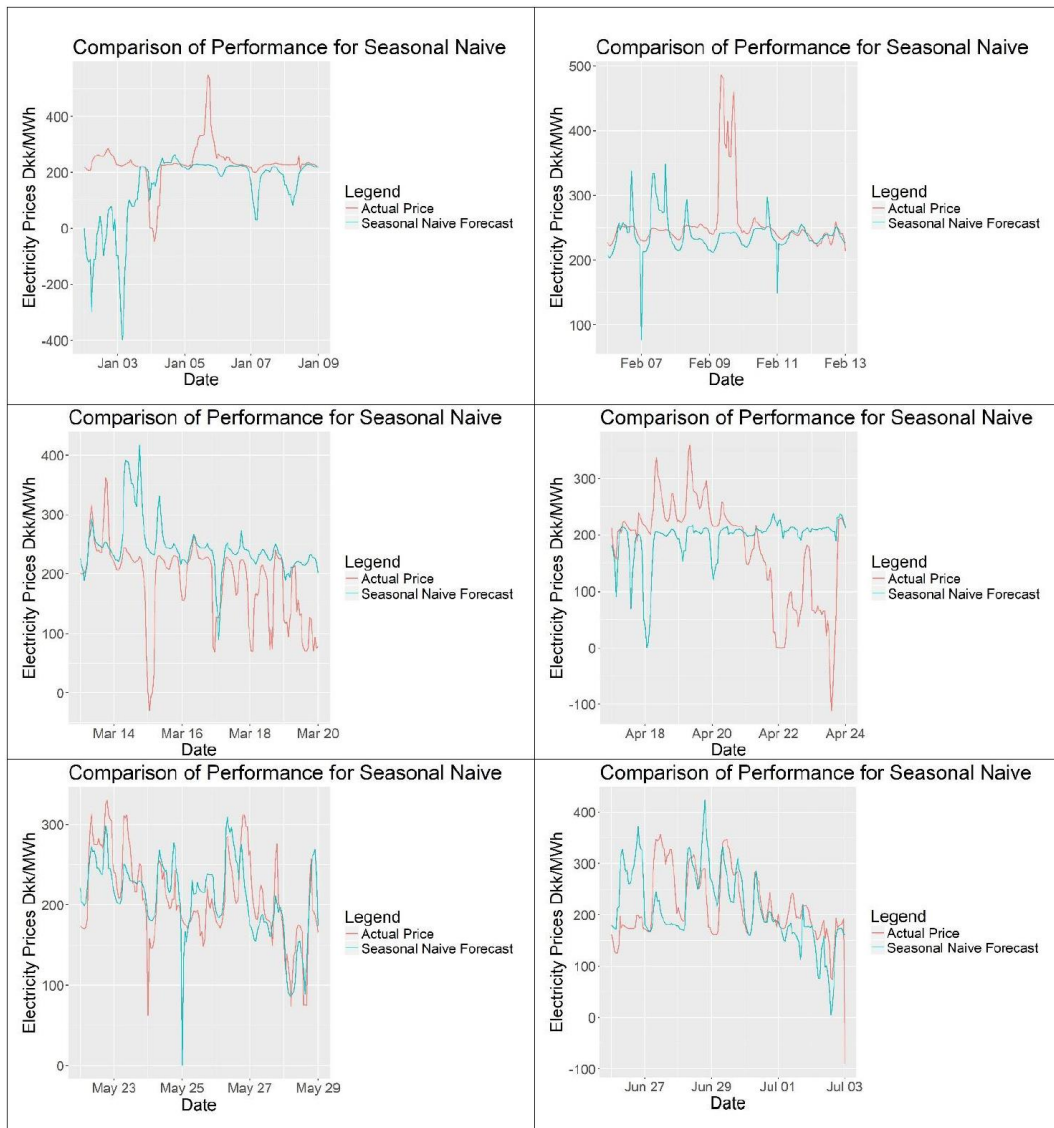 Comparison of Performance for Seasonal Naive
Electricity Prices Dkk/MWh
400
200
0
-200
-400
Legend
Actual Price
Seasonal Naive Forecast
Jan 03 Jan 05 Jan 07 Jan 09
Date
Comparison of Performance for Seasonal Naive
Electricity Prices Dkk/MWh
500
400
300
200
100
Legend
Actual Price
Seasonal Naive Forecast
Feb 07 Feb 09 Feb 11 Feb 13
Date
Comparison of Performance for Seasonal Naive
Electricity Prices Dkk/MWh
400
300
200
100
0
Legend
Actual Price
Seasonal Naive Forecast
Mar 14 Mar 16 Mar 18 Mar 20
Date
Comparison of Performance for Seasonal Naive
Electricity Prices Dkk/MWh
300
200
100
0
-100
Legend
Actual Price
Seasonal Naive Forecast
Apr 18 Apr 20 Apr 22 Apr 24
Date
Comparison of Performance for Seasonal Naive
Electricity Prices Dkk/MWh
300
200
100
0
Legend
Actual Price
Seasonal Naive Forecast
May 23 May 25 May 27 May 29
Date
Comparison of Performance for Seasonal Naive
Electricity Prices Dkk/MWh
400
300
200
100
0
-100
Legend
Actual Price
Seasonal Naive Forecast
Jun 27 Jun 29 Jul 01 Jul 03
Date